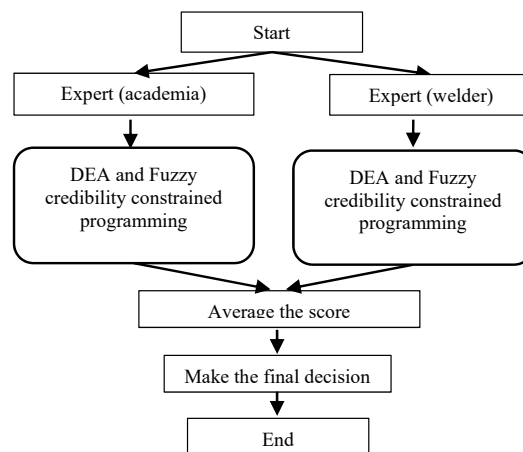 Start
Expert (academia)
Expert (welder)
DEA and Fuzzy
credibility constrained
programming
DEA and Fuzzy
credibility constrained
programming
Average the score
Make the final decision
End